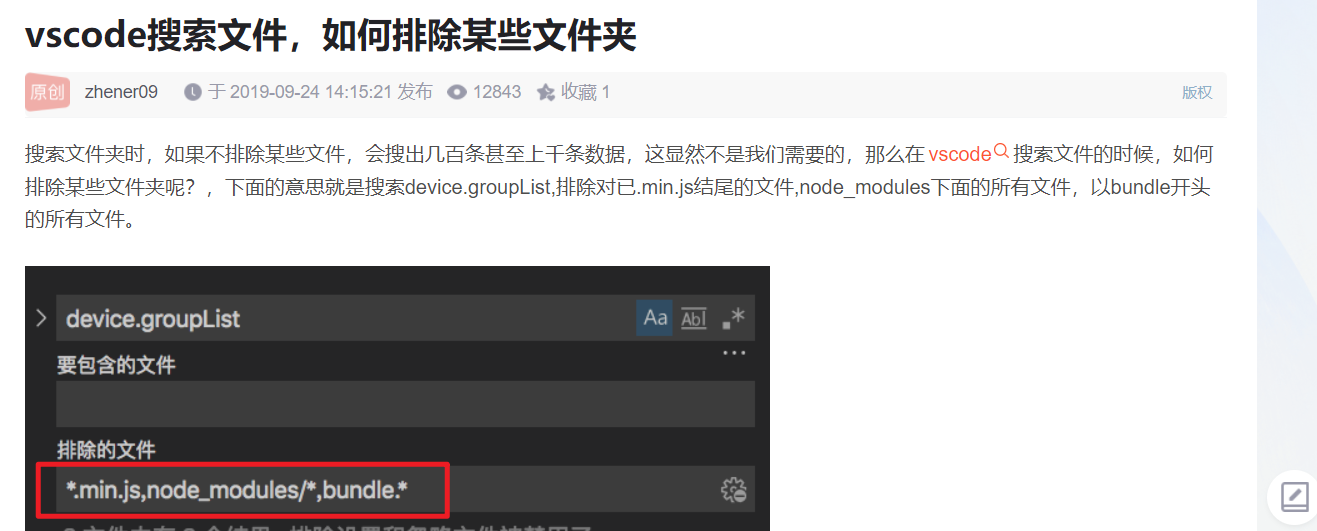 vscode搜索文件，如何排除某些文件夹
原创 zhener09 于 2019-09-24 14:15:21 发布 12843 收藏 1 版权
搜索文件夹时，如果不排除某些文件，会搜出几百条甚至上千条数据，这显然不是我们需要的，那么在 vscode 搜索文件的时候，如何
排除某些文件夹呢？，下面的意思就是搜索device.groupList,排除对已.min.js结尾的文件,node_modules下面的所有文件，以bundle开头
的所有文件。
device.groupList Aa Abl .*
要包含的文件
排除的文件
*.min.js,node_modules/*,bundle.*